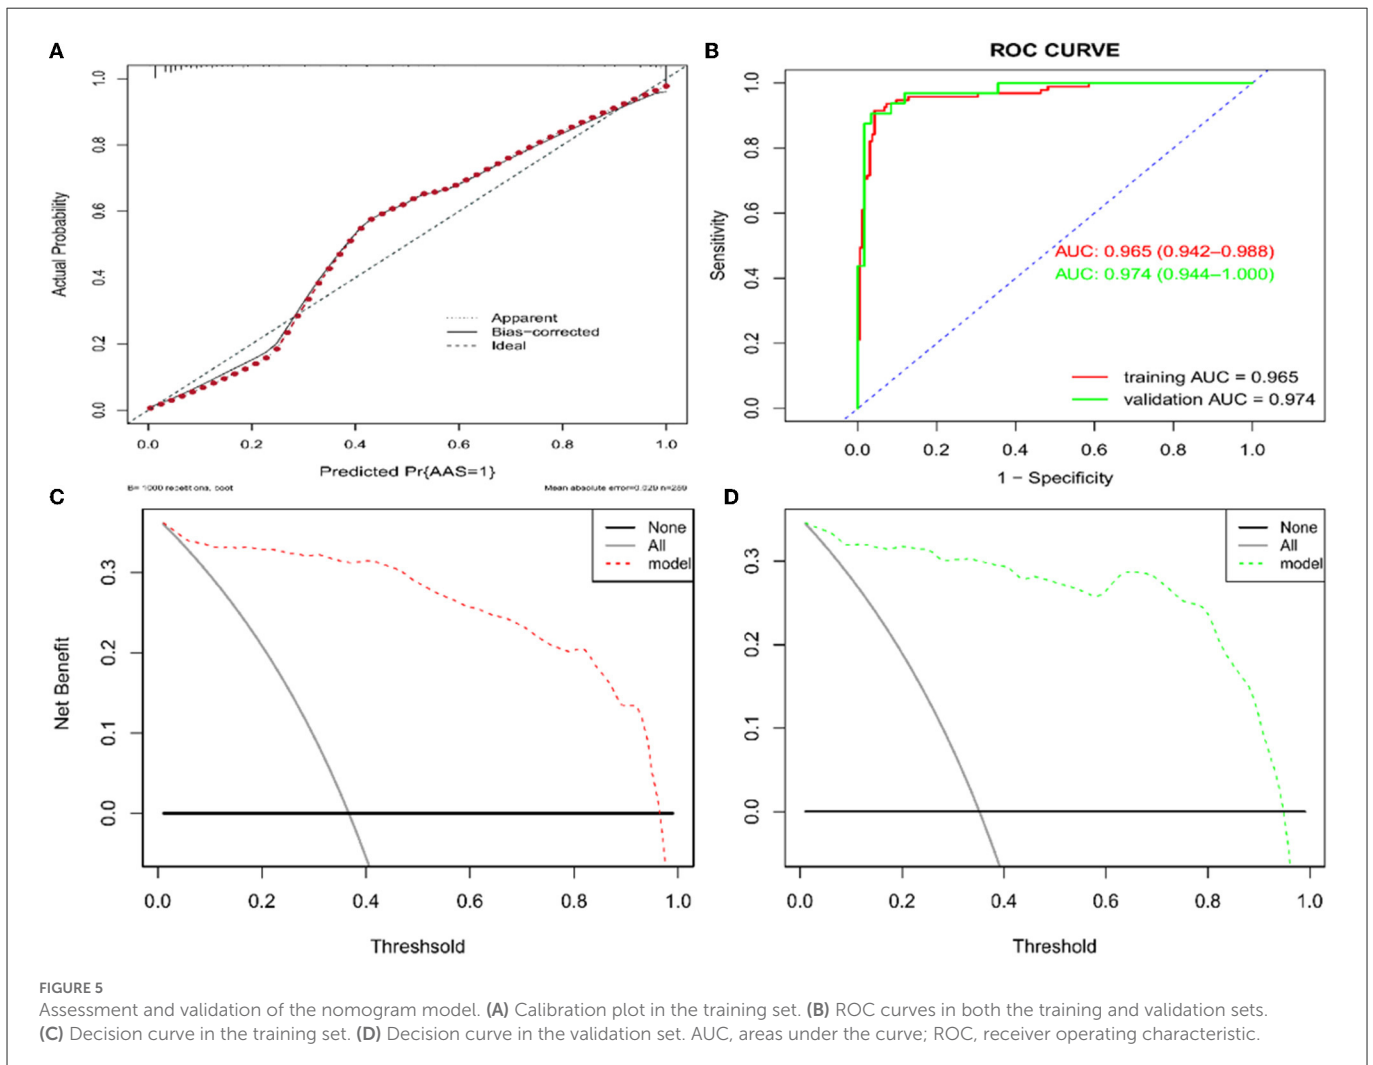 A
1.0
0.8
0.6
0.4
0.2
0.0
Actual Probability
Apparent
Bias-corrected
Ideal
0.0 0.2 0.4 0.6 0.8 1.0
Predicted Pr{AAS=1}
B= 1000 repetitions, boot
Mean absolute error=0.029 n=289
B
ROC CURVE
1.0
0.8
0.6
0.4
0.2
0.0
Sensitivity
AUC: 0.965 (0.942–0.988)
AUC: 0.974 (0.944–1.000)
training AUC = 0.965
validation AUC = 0.974
0.0 0.2 0.4 0.6 0.8 1.0
1 − Specificity
C
None
All
model
0.3
0.2
0.1
0.0
Net Benefit
0.0 0.2 0.4 0.6 0.8 1.0
Threshsold
D
None
All
model
0.3
0.2
0.1
0.0
0.0 0.2 0.4 0.6 0.8 1.0
Threshold
FIGURE 5
Assessment and validation of the nomogram model. (A) Calibration plot in the training set. (B) ROC curves in both the training and validation sets.
(C) Decision curve in the training set. (D) Decision curve in the validation set. AUC, areas under the curve; ROC, receiver operating characteristic.